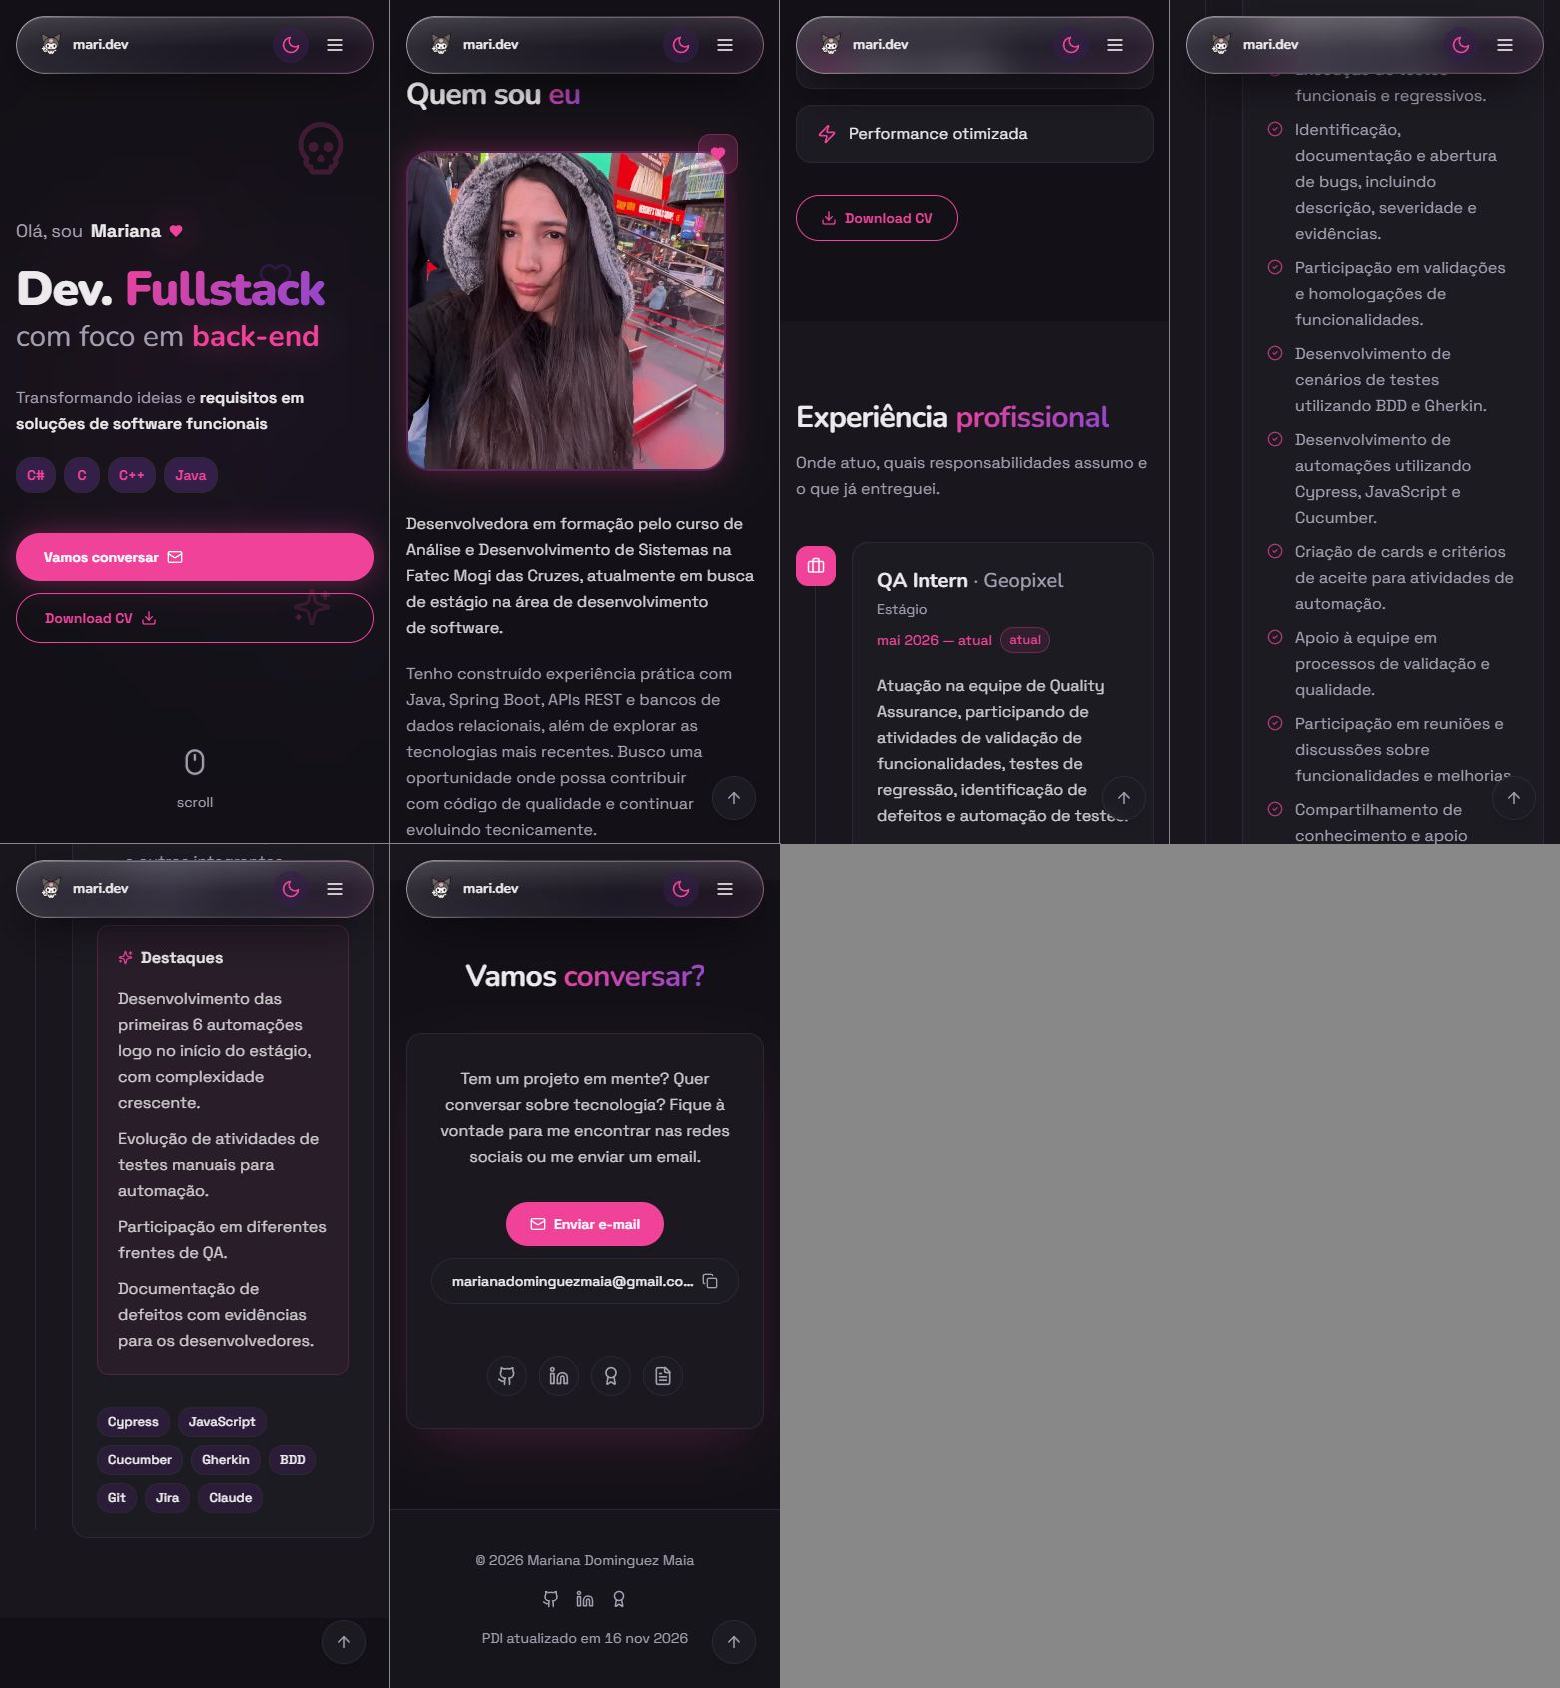 mari.dev
Olá, sou Mariana
Dev. Fullstack
com foco em back-end
Transformando ideias e requisitos em
soluções de software funcionais
C#
C
C++
Java
Vamos conversar
Download CV
scroll
mari.dev
Quem sou eu
Desenvolvedora em formação pelo curso de
Análise e Desenvolvimento de Sistemas na
Fatec Mogi das Cruzes, atualmente em busca
de estágio na área de desenvolvimento
de software.
Tenho construído experiência prática com
Java, Spring Boot, APIs REST e bancos de
dados relacionais, além de explorar as
tecnologias mais recentes. Busco uma
oportunidade onde possa contribuir
com código de qualidade e continuar
evoluindo tecnicamente.
mari.dev
Performance otimizada
Download CV
Experiência profissional
Onde atuo, quais responsabilidades assumo e
o que já entreguei.
QA Intern · Geopixel
Estágio
mai 2026 — atual atual
Atuação na equipe de Quality
Assurance, participando de
atividades de validação de
funcionalidades, testes de
regressão, identificação de
defeitos e automação de testes.
mari.dev
Execução de testes
funcionais e regressivos.
Identificação,
documentação e abertura
de bugs, incluindo
descrição, severidade e
evidências.
Participação em validações
e homologações de
funcionalidades.
Desenvolvimento de
cenários de testes
utilizando BDD e Gherkin.
Desenvolvimento de
automações utilizando
Cypress, JavaScript e
Cucumber.
Criação de cards e critérios
de aceite para atividades de
automação.
Apoio à equipe em
processos de validação e
qualidade.
Participação em reuniões e
discussões sobre
funcionalidades e melhorias.
Compartilhamento de
conhecimento e apoio
a outros integrantes
mari.dev
Destaques
Desenvolvimento das
primeiras 6 automações
logo no início do estágio,
com complexidade
crescente.
Evolução de atividades de
testes manuais para
automação.
Participação em diferentes
frentes de QA.
Documentação de
defeitos com evidências
para os desenvolvedores.
Cypress
JavaScript
Cucumber
Gherkin
BDD
Git
Jira
Claude
mari.dev
Vamos conversar?
Tem um projeto em mente? Quer
conversar sobre tecnologia? Fique à
vontade para me encontrar nas redes
sociais ou me enviar um email.
Enviar e-mail
marianadominguezmaia@gmail.co...
© 2026 Mariana Dominguez Maia
PDI atualizado em 16 nov 2026